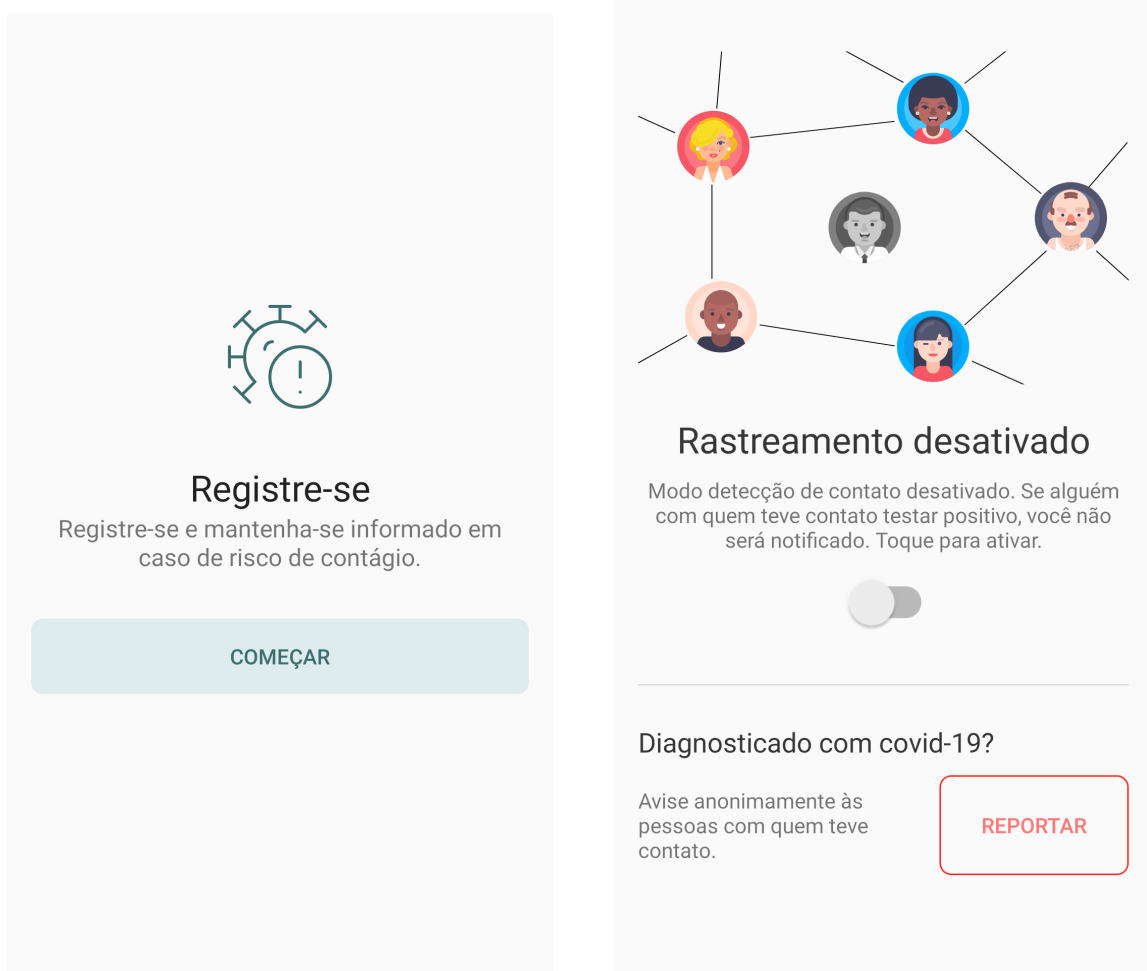 Registre-se
Registre-se e mantenha-se informado em
caso de risco de contágio.
COMEÇAR
Rastreamento desativado
Modo detecção de contato desativado. Se alguém
com quem teve contato testar positivo, você não
será notificado. Toque para ativar.
Diagnosticado com covid-19?
Avise anonimamente às
pessoas com quem teve
contato.
REPORTAR